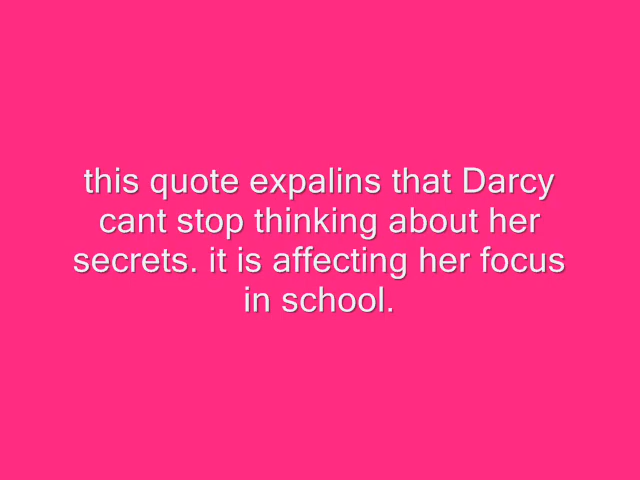 this quote expalins that Darcy
cant stop thinking about her
secrets. it is affecting her focus
in school.